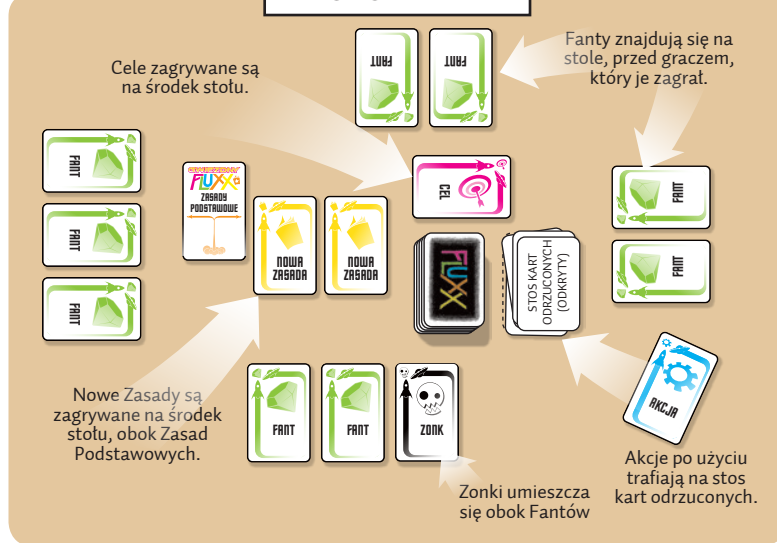 Cele zagrywane są
na środek stołu.
FANT
FANT
Fanty znajdują się na
stole, przed graczem,
który je zagrał.
FANT
FANT
FANT
FLUXX
ZASADY
PODSTAWOWE
NOWA
ZASADA
NOWA
ZASADA
CEL
FLUXX
STOS KART
ODRZUCONYCH
(ODKRYTY)
FANT
FANT
Nowe Zasady są
zagrywane na środek
stołu, obok Zasad
Podstawowych.
FANT
FANT
ZONK
Zonki umieszcza
się obok Fantów
AKCJA
Akcje po użyciu
trafiają na stos
kart odrzuconych.